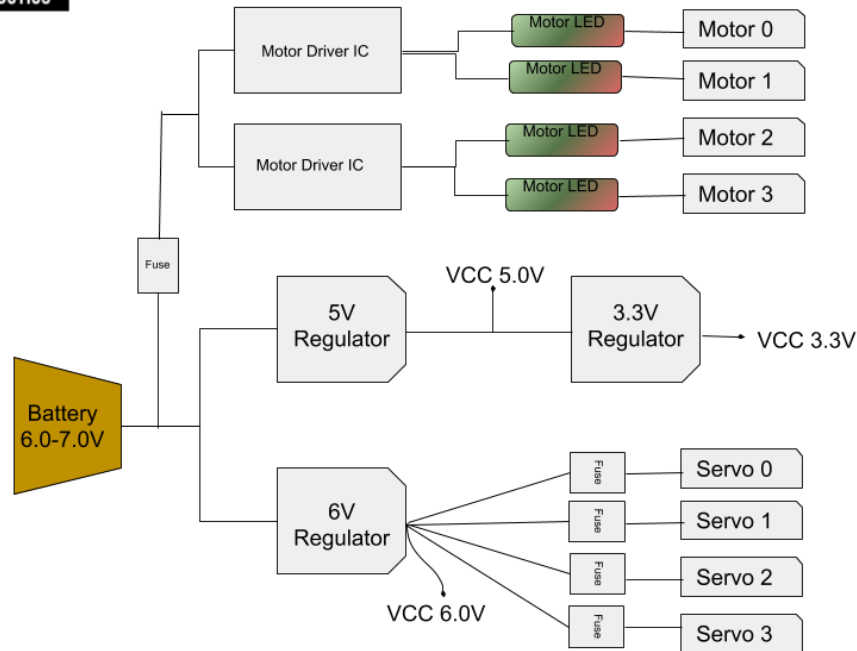 Motor Driver IC
Motor LED
Motor 0
Motor LED
Motor 1
Motor Driver IC
Motor LED
Motor 2
Motor LED
Motor 3
Fuse
VCC 5.0V
5V
Regulator
3.3V
Regulator
VCC 3.3V
Battery
6.0-7.0V
6V
Regulator
VCC 6.0V
Fuse
Servo 0
Fuse
Servo 1
Fuse
Servo 2
Fuse
Servo 3